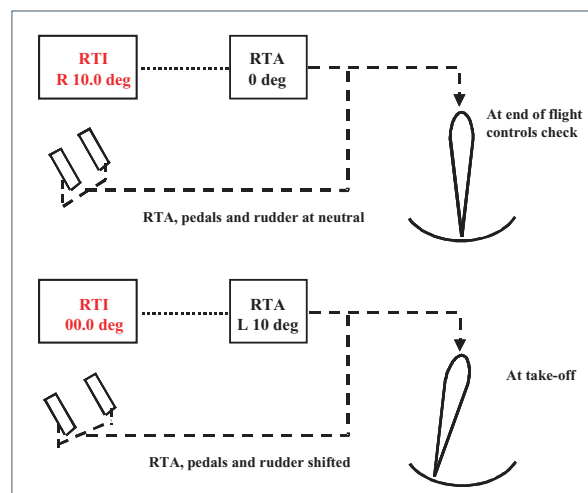 RTI
R 10.0 deg
RTA
0 deg
At end of flight
controls check
RTA, pedals and rudder at neutral
RTI
00.0 deg
RTA
L 10 deg
At take-off
RTA, pedals and rudder shifted